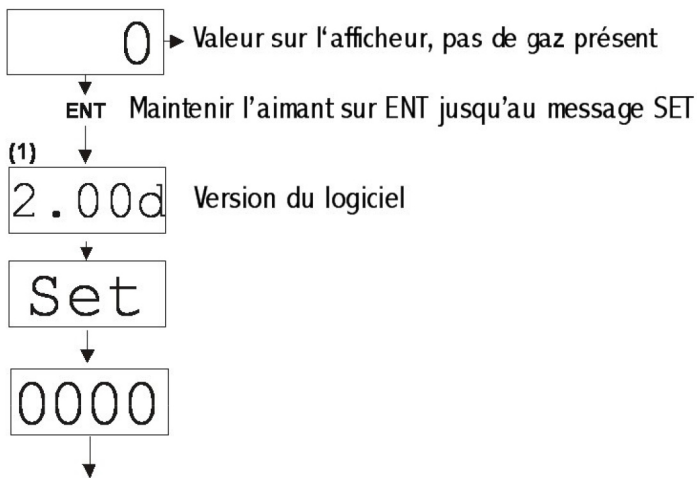 0 Valeur sur l‘afficheur, pas de gaz présent
ENT Maintenir l’aimant sur ENT jusqu’au message SET
(1)
2.00d Version du logiciel
Set
0000